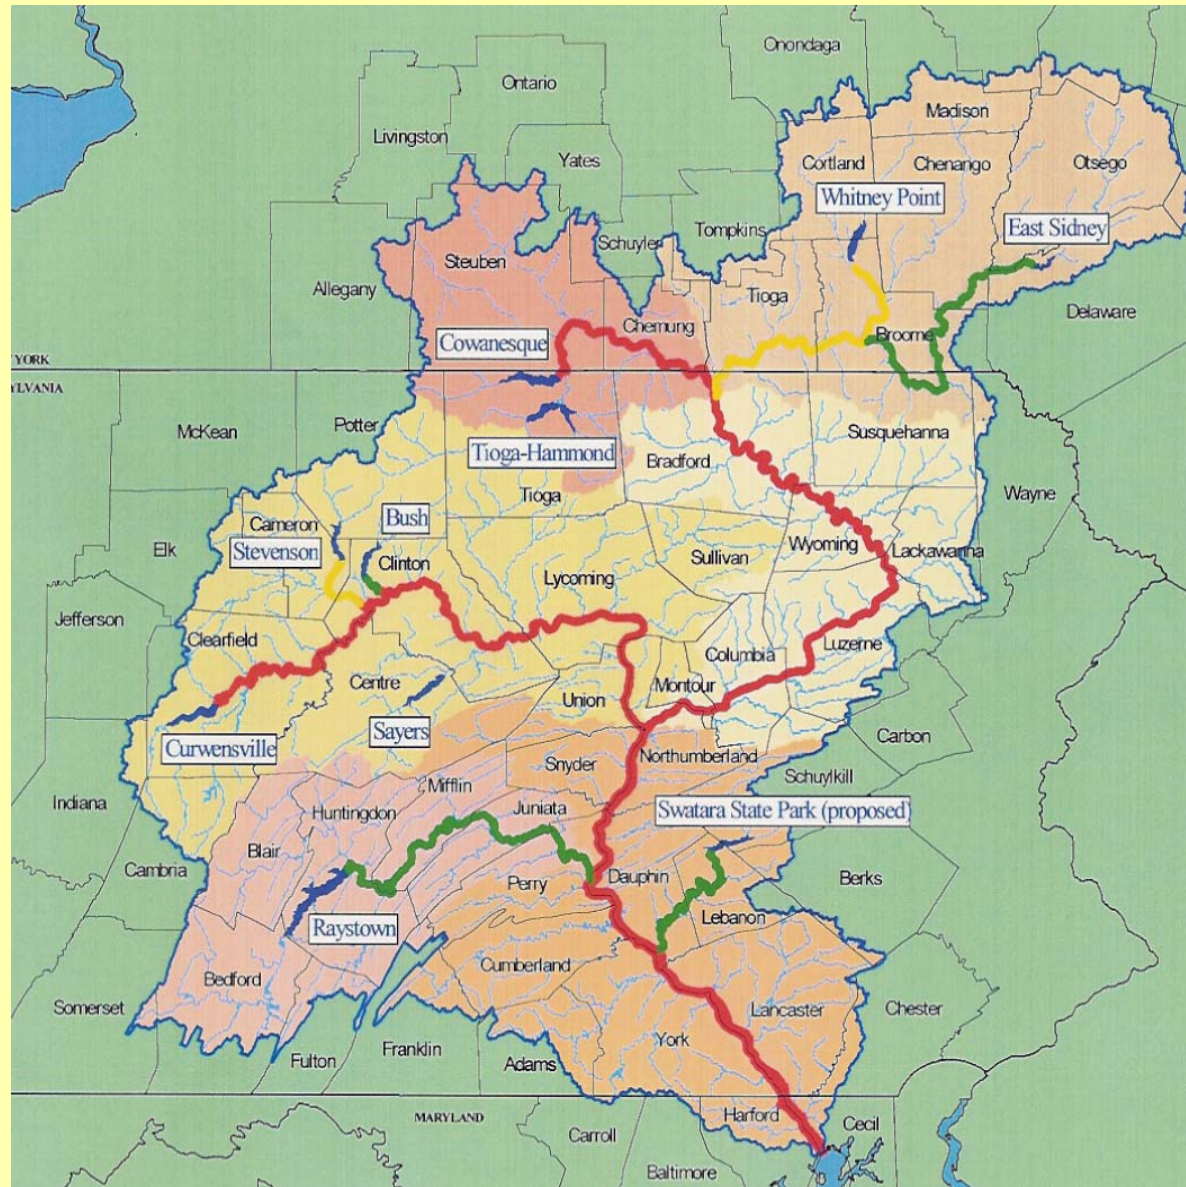 Onondaga
Ontario
Madison
Livingston
Yates
Cortland
Chenango
Otsego
Whitney Point
East Sidney
Tompkins
Schuyler
Steuben
Allegany
Tioga
Delaware
Chemung
Broome
Cowanesque
YORK
YLVANIA
Potter
McKean
Susquehanna
Tioga-Hammond
Bradford
Tioga
Wayne
Bush
Cameron
Stevenson
Elk
Clinton
Wyoming
Lackawanna
Sullivan
Lycoming
Jefferson
Clearfield
Luzerne
Columbia
Centre
Montour
Union
Sayers
Curwensville
Carbon
Northumberland
Snyder
Schuylkill
Mifflin
Indiana
Huntingdon
Juniata
Swatara State Park (proposed)
Blair
Cambria
Perry
Dauphin
Berks
Lebanon
Raystown
Cumberland
Bedford
Somerset
Lancaster
Chester
York
Franklin
Fulton
Adams
MARYLAND
Harford
Cecil
Carroll
Baltimore